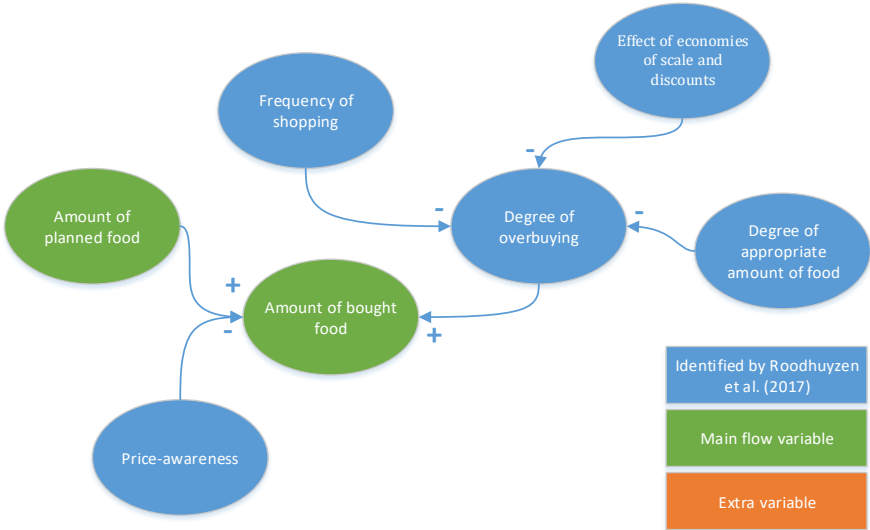 Effect of economies
of scale and
discounts
Frequency of
shopping
-
-
-
Amount of
planned food
Degree of
overbuying
Degree of
appropriate
amount of food
+
-
Amount of bought
food
+
Price-awareness
Identified by Roodhuyzen
et al. (2017)
Main flow variable
Extra variable